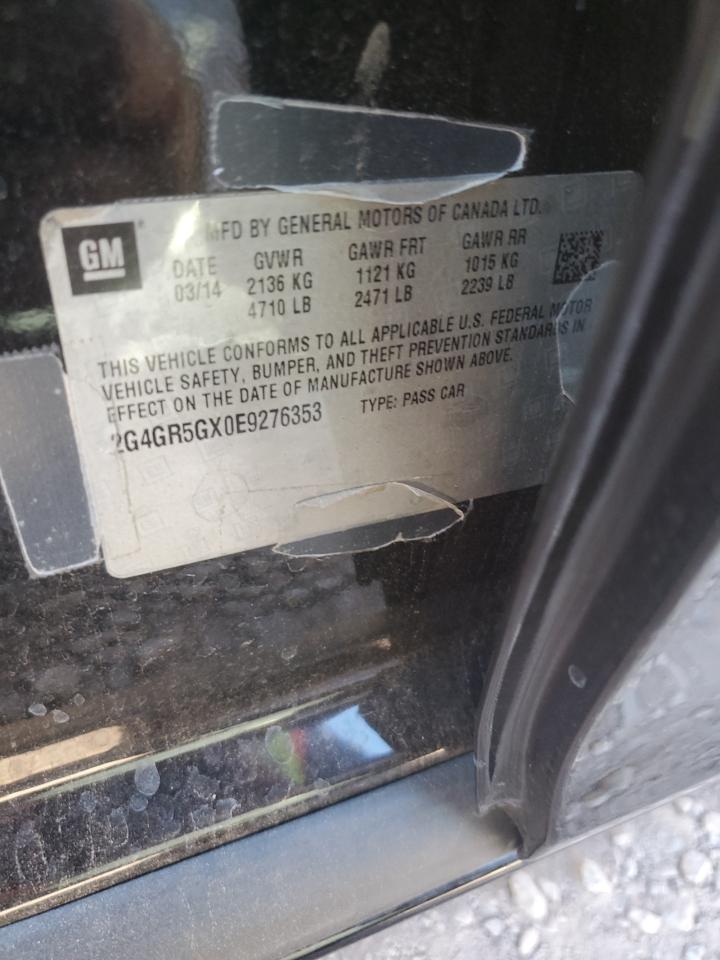 MFD BY GENERAL MOTORS OF CANADA LTD.
GM
DATE GVWR GAWR FRT GAWR RR
03/14 2136 KG 1121 KG 1015 KG
4710 LB 2471 LB 2239 LB
THIS VEHICLE CONFORMS TO ALL APPLICABLE U.S. FEDERAL MOTOR
VEHICLE SAFETY, BUMPER, AND THEFT PREVENTION STANDARDS IN
EFFECT ON THE DATE OF MANUFACTURE SHOWN ABOVE.
2G4GR5GX0E9276353 TYPE: PASS CAR